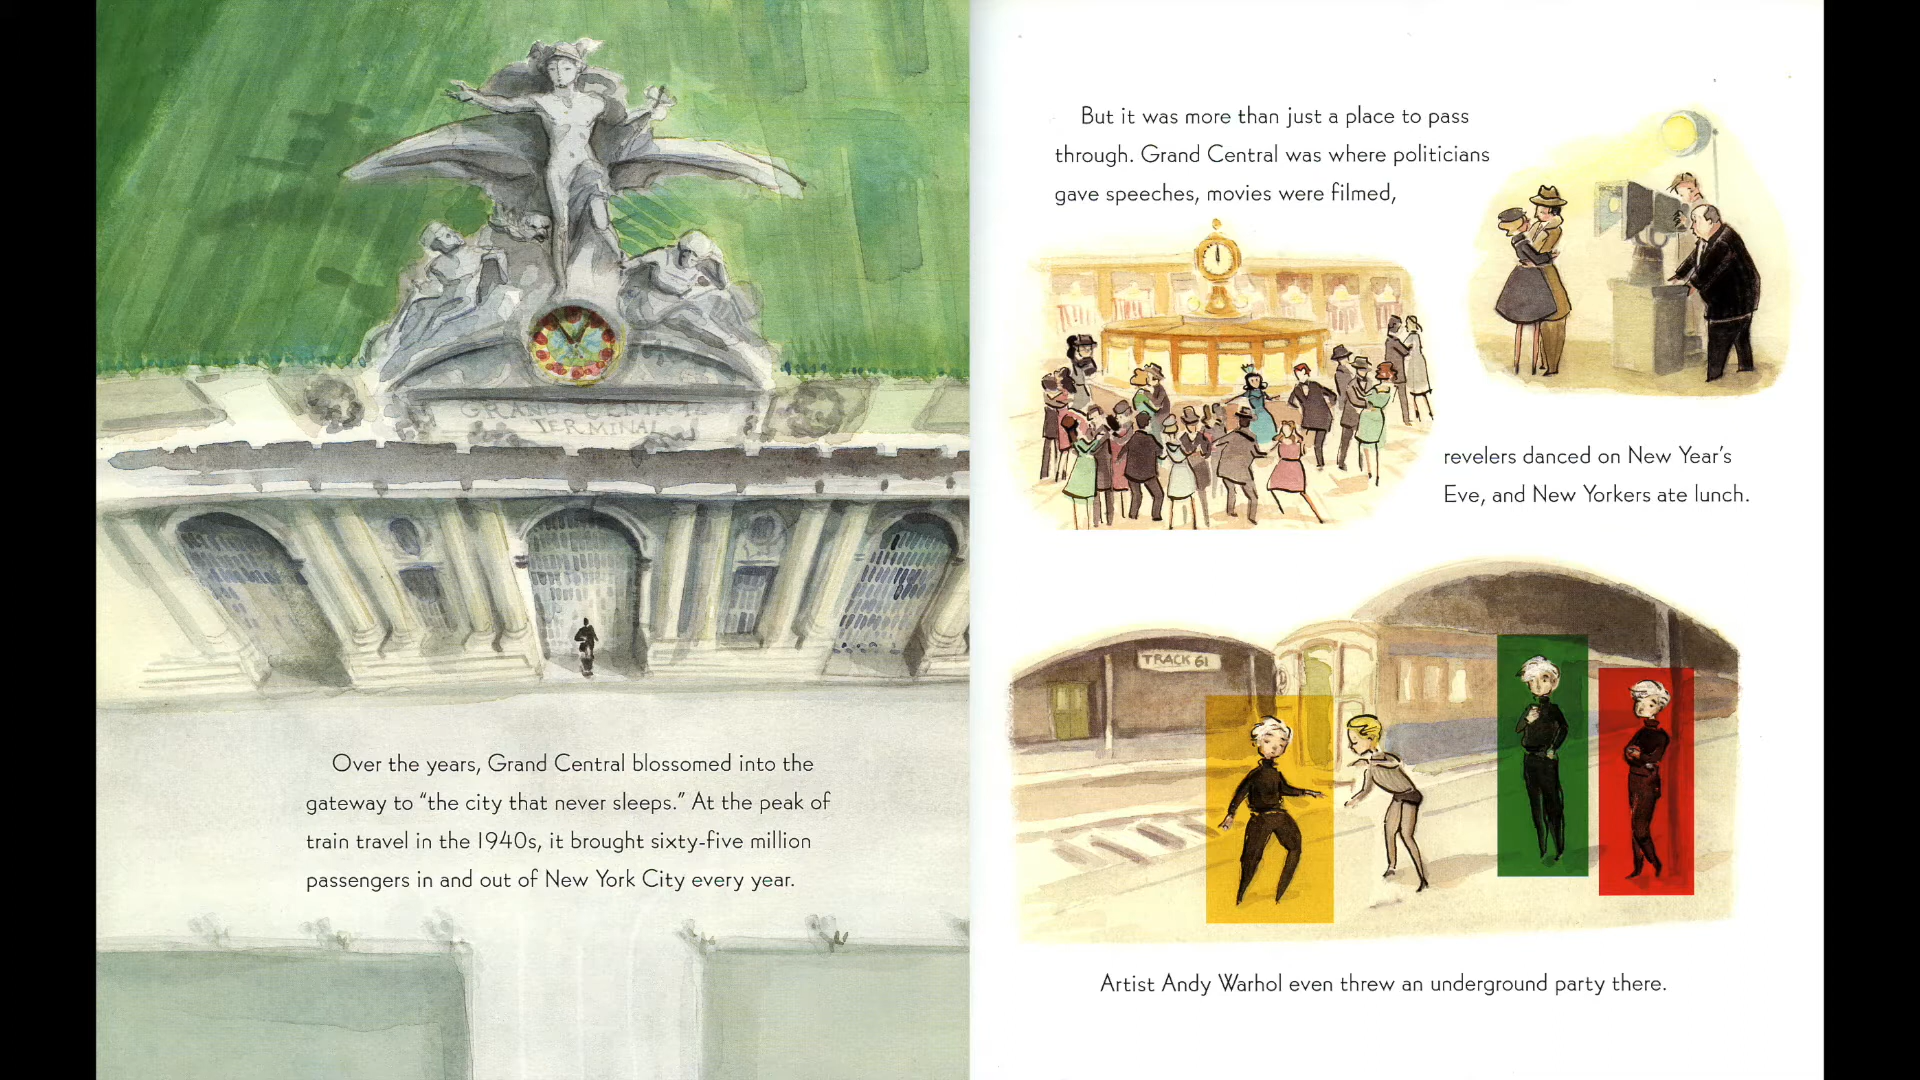 GRAND CENTRAL
TERMINAL
Over the years, Grand Central blossomed into the
gateway to “the city that never sleeps.” At the peak of
train travel in the 1940s, it brought sixty-five million
passengers in and out of New York City every year.
But it was more than just a place to pass
through. Grand Central was where politicians
gave speeches, movies were filmed,
revelers danced on New Year’s
Eve, and New Yorkers ate lunch.
TRACK 61
Artist Andy Warhol even threw an underground party there.